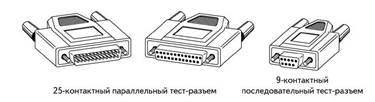 25-контактный параллельный тест-разъем
9-контактный
последовательный тест-разъем